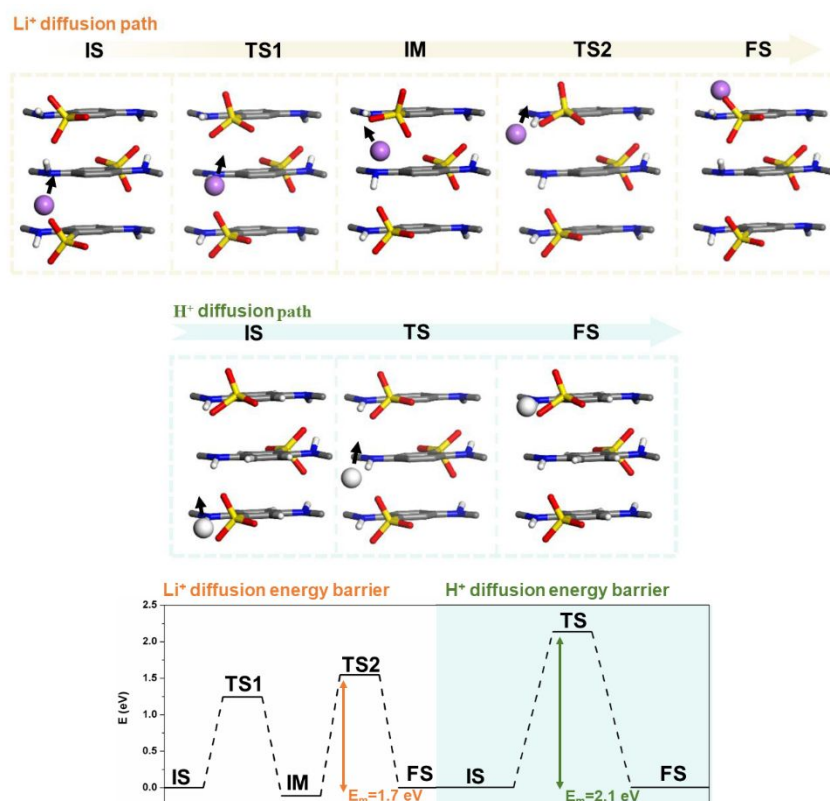 Li⁺ diffusion path
IS TS1 IM TS2 FS
H⁺ diffusion path
IS TS FS
Li⁺ diffusion energy barrier H⁺ diffusion energy barrier
2.5
2.0
1.5
1.0
0.5
0.0
E (eV)
IS TS1 IM TS2 FS IS TS FS
Eₘ=1.7 eV Eₘ=2.1 eV